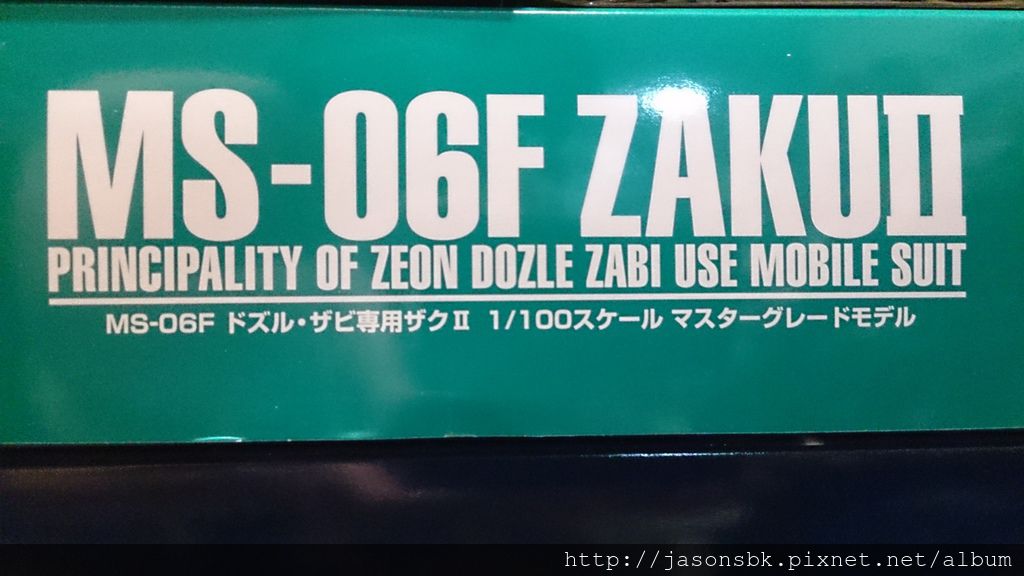 MS-06F ZAKUⅡ
PRINCIPALITY OF ZEON DOZLE ZABI USE MOBILE SUIT
MS-06F ドズル・ザビ専用ザクⅡ 1/100スケール マスターグレードモデル
http://jasonsbk.pixnet.net/album